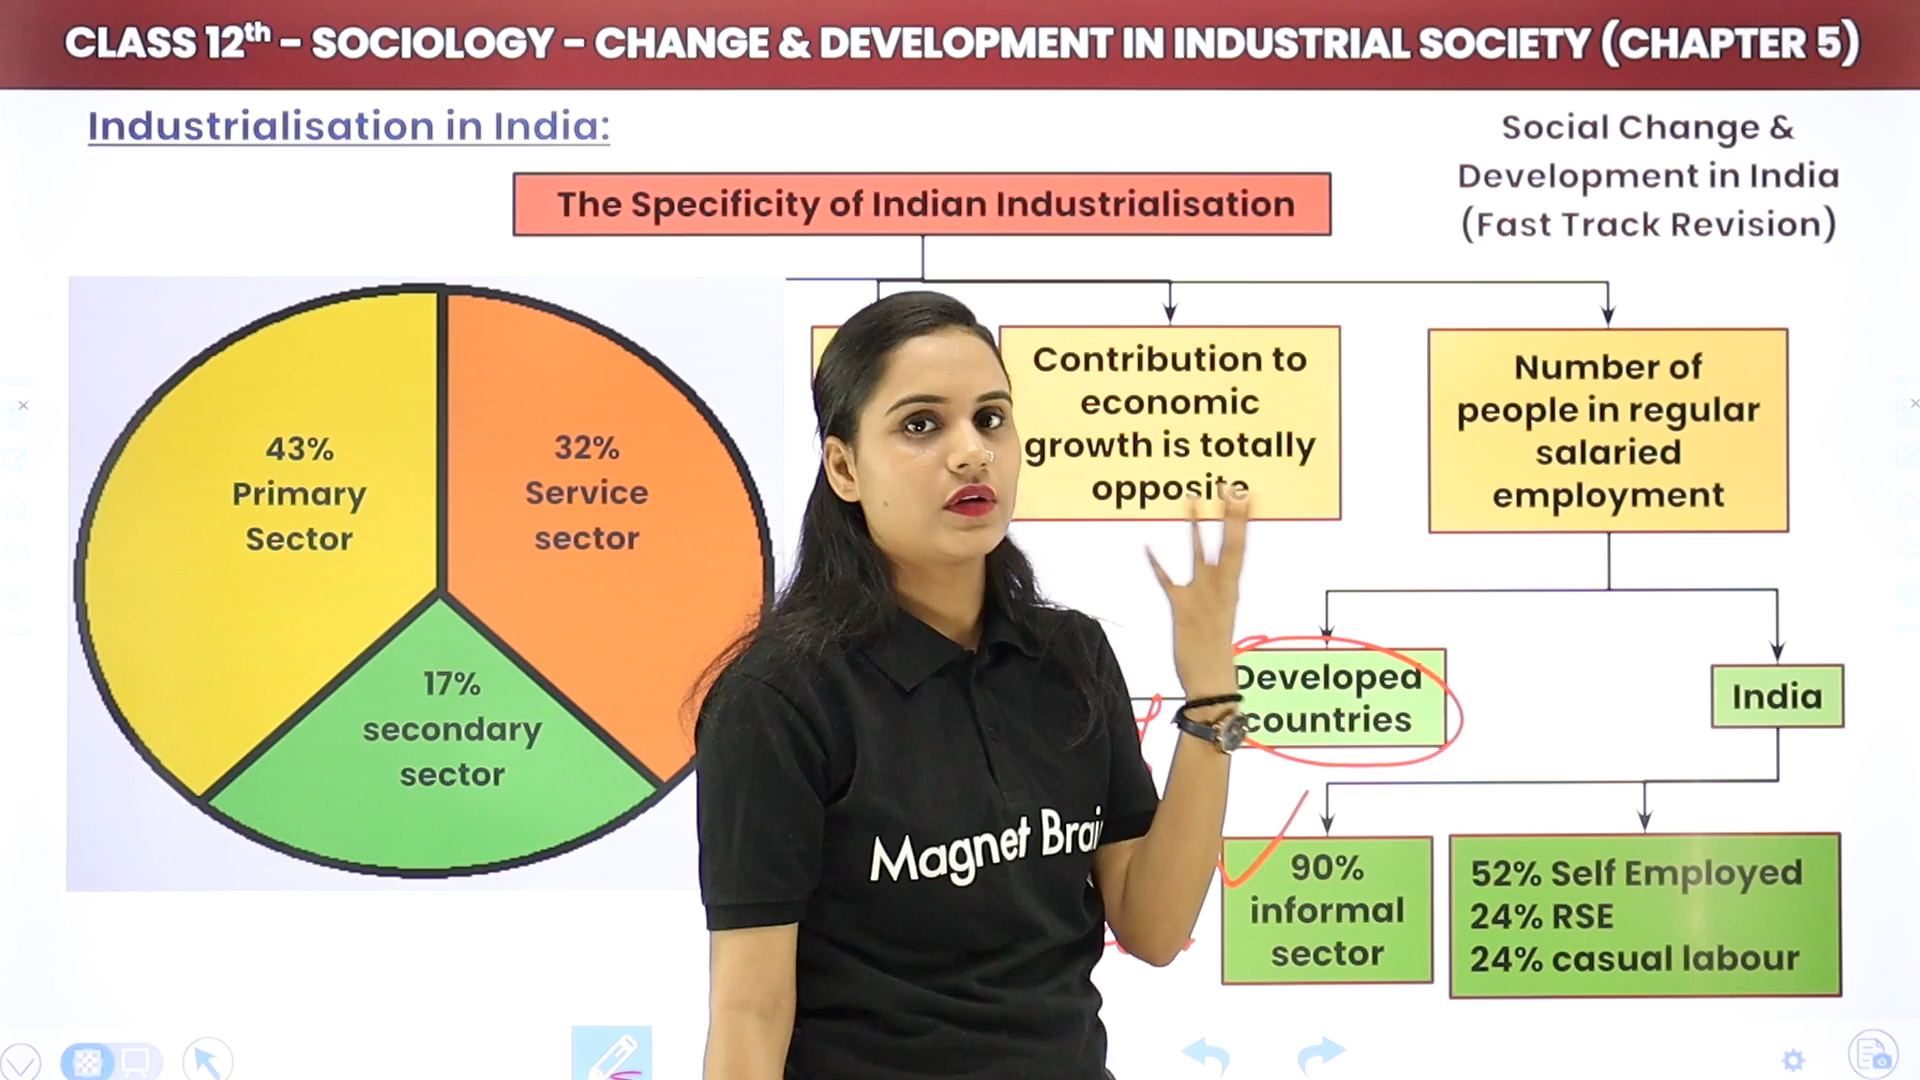 CLASS 12th - SOCIOLOGY - CHANGE & DEVELOPMENT IN INDUSTRIAL SOCIETY (CHAPTER 5)
Industrialisation in India:
Social Change &
Development in India
(Fast Track Revision)
The Specificity of Indian Industrialisation
43%
Primary
Sector
32%
Service
sector
17%
secondary
sector
Contribution to
economic
growth is totally
opposite
Number of
people in regular
salaried
employment
Developed
countries
India
90%
informal
sector
52% Self Employed
24% RSE
24% casual labour
Magnet Brai